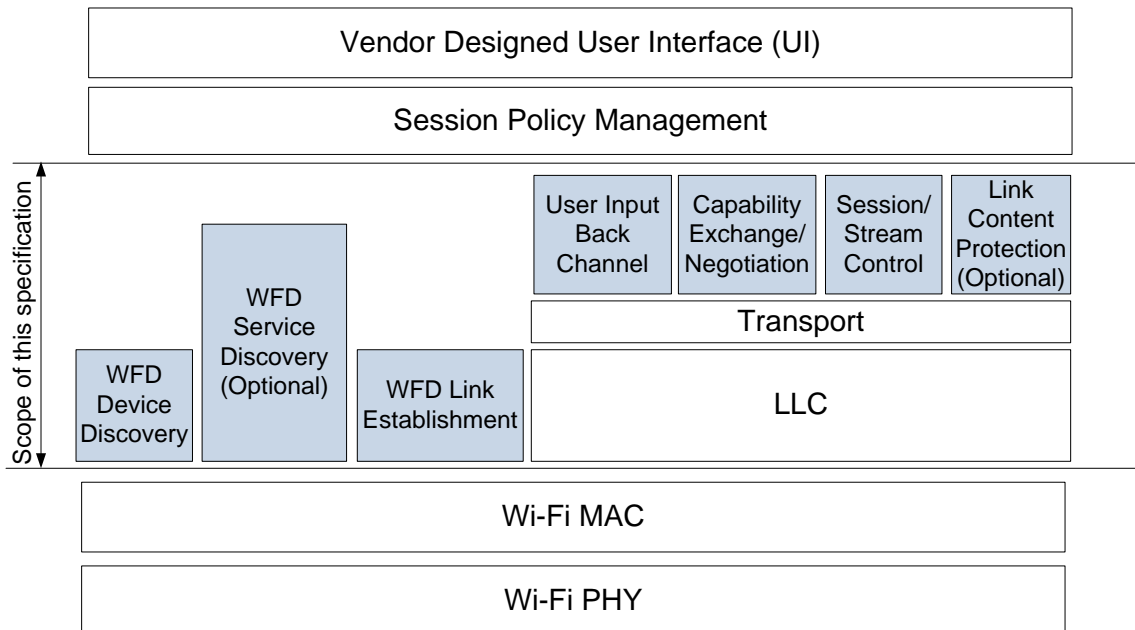 Vendor Designed User Interface (UI)
Session Policy Management
Scope of this specification
WFD
Device
Discovery
WFD
Service
Discovery
(Optional)
WFD Link
Establishment
User Input
Back
Channel
Capability
Exchange/
Negotiation
Session/
Stream
Control
Link
Content
Protection
(Optional)
Transport
LLC
Wi-Fi MAC
Wi-Fi PHY